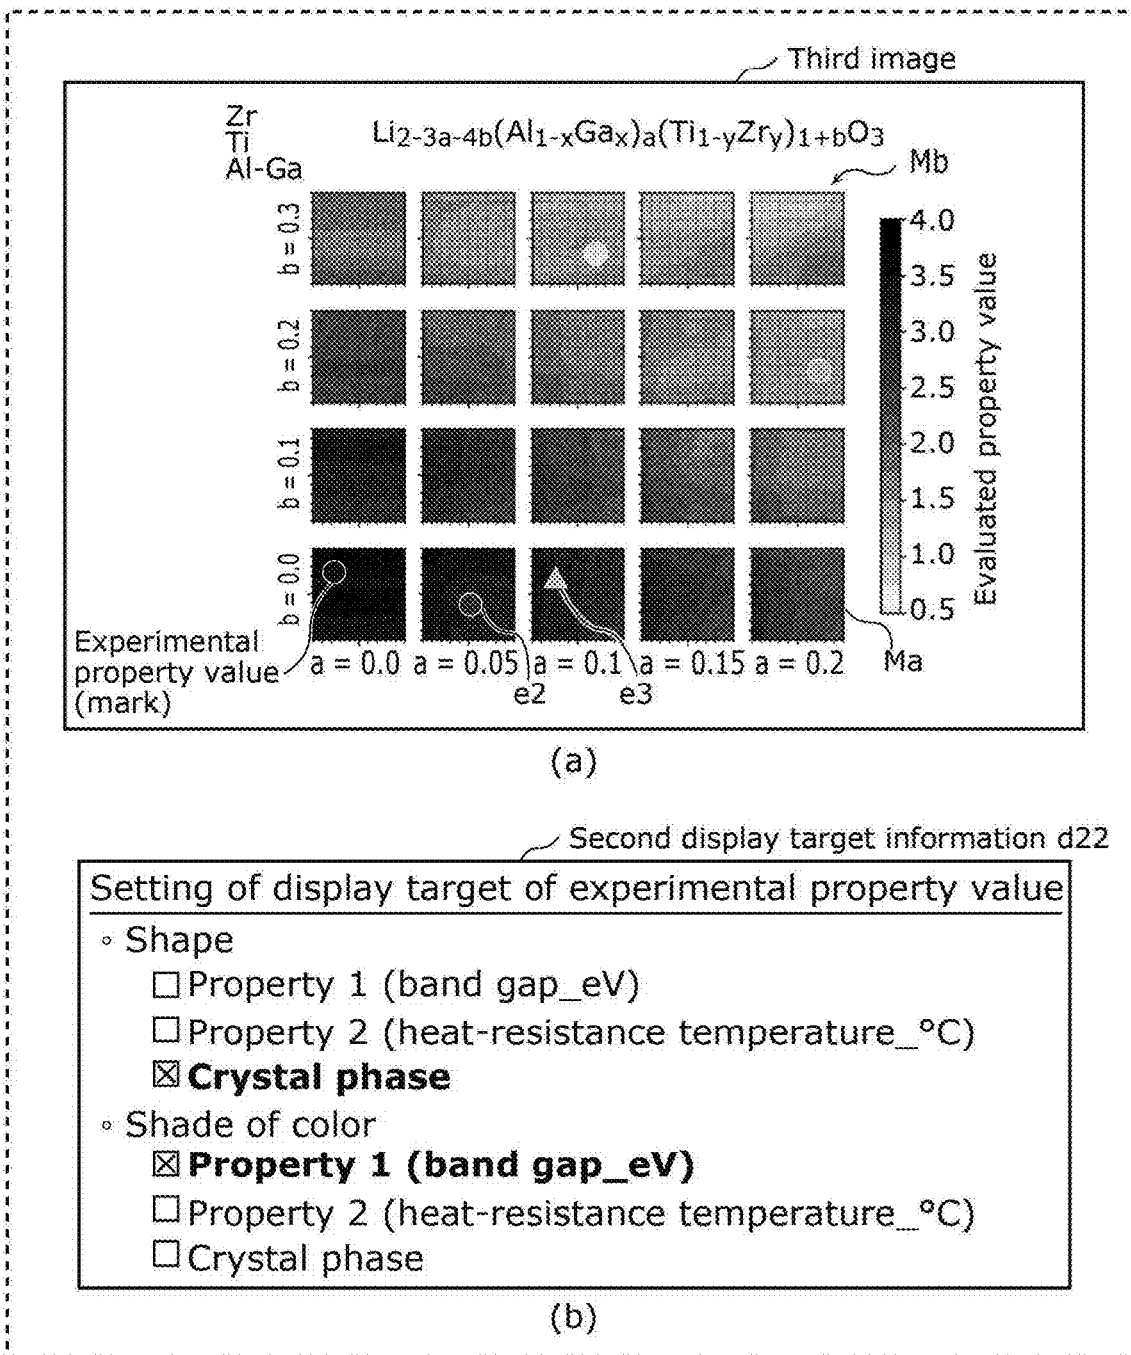 Third image
Zr
Ti
Al-Ga
Li2-3a-4b(Al1-xGax)a(Ti1-yZry)1+bO3
Mb
b = 0.3
b = 0.2
b = 0.1
b = 0.0
4.0
3.5
3.0
2.5
2.0
1.5
1.0
0.5
Evaluated property value
Experimental
property value
(mark)
a = 0.0 a = 0.05 a = 0.1 a = 0.15 a = 0.2
Ma
e2
e3
(a)
Second display target information d22
Setting of display target of experimental property value
◦ Shape
☐ Property 1 (band gap_eV)
☐ Property 2 (heat-resistance temperature_°C)
☒ Crystal phase
◦ Shade of color
☒ Property 1 (band gap_eV)
☐ Property 2 (heat-resistance temperature_°C)
☐ Crystal phase
(b)